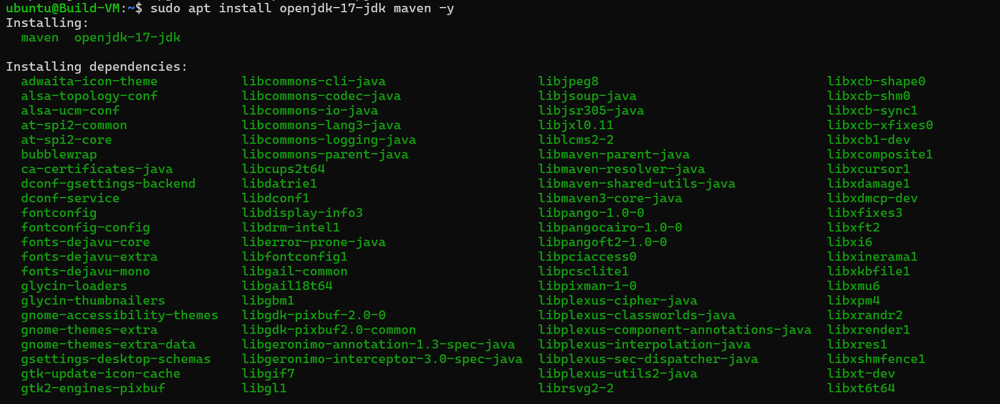 ubuntu@Build-VM:~$ sudo apt install openjdk-17-jdk maven -y
Installing:
  maven  openjdk-17-jdk

Installing dependencies:
  adwaita-icon-theme           libcommons-cli-java                    libjpeg8                              libxcb-shape0
  alsa-topology-conf           libcommons-codec-java                  libjsoup-java                         libxcb-shm0
  alsa-ucm-conf                libcommons-io-java                     libjsr305-java                        libxcb-sync1
  at-spi2-common               libcommons-lang3-java                  libjxl0.11                            libxcb-xfixes0
  at-spi2-core                 libcommons-logging-java                liblcms2-2                            libxcb1-dev
  bubblewrap                   libcommons-parent-java                 libmaven-parent-java                  libxcomposite1
  ca-certificates-java         libcups2t64                            libmaven-resolver-java                libxcursor1
  dconf-gsettings-backend      libdatrie1                             libmaven-shared-utils-java            libxdamage1
  dconf-service                libdconf1                              libmaven3-core-java                   libxdmcp-dev
  fontconfig                   libdisplay-info3                       libpango-1.0-0                        libxfixes3
  fontconfig-config            libdrm-intel1                          libpangocairo-1.0-0                   libxft2
  fonts-dejavu-core            liberror-prone-java                    libpangoft2-1.0-0                     libxi6
  fonts-dejavu-extra           libfontconfig1                         libpciaccess0                         libxinerama1
  fonts-dejavu-mono            libgail-common                         libpcsclite1                          libxkbfile1
  glycin-loaders               libgail18t64                           libpixman-1-0                         libxmu6
  glycin-thumbnailers          libgbm1                                libplexus-cipher-java                 libxpm4
  gnome-accessibility-themes   libgdk-pixbuf-2.0-0                    libplexus-classworlds-java            libxrandr2
  gnome-themes-extra           libgdk-pixbuf2.0-common                libplexus-component-annotations-java  libxrender1
  gnome-themes-extra-data      libgeronimo-annotation-1.3-spec-java   libplexus-interpolation-java          libxres1
  gsettings-desktop-schemas    libgeronimo-interceptor-3.0-spec-java  libplexus-sec-dispatcher-java         libxshmfence1
  gtk-update-icon-cache        libgif7                                libplexus-utils2-java                 libxt-dev
  gtk2-engines-pixbuf          libgl1                                 librsvg2-2                            libxt6t64